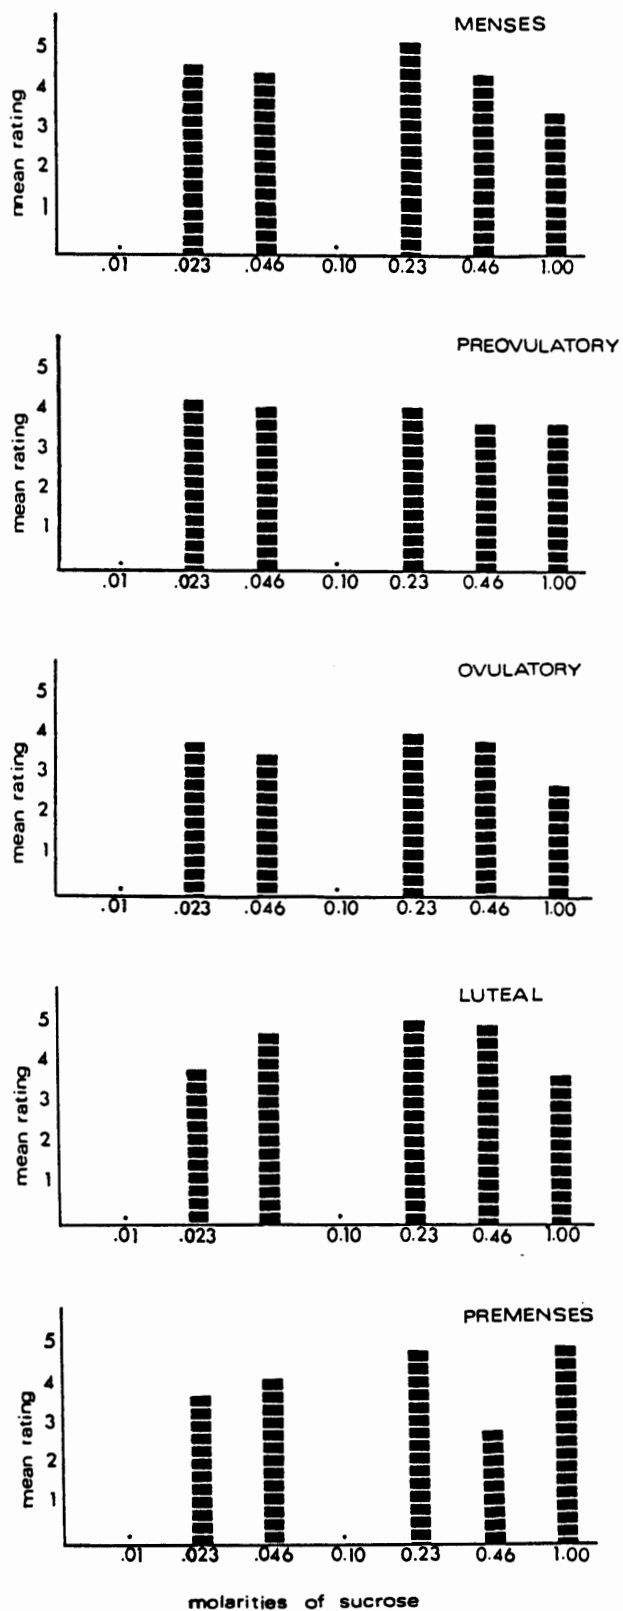 MENSES
5
4
3
2
1
mean rating
.01 .023 .046 0.10 0.23 0.46 1.00
PREOVULATORY
5
4
3
2
1
mean rating
.01 .023 .046 0.10 0.23 0.46 1.00
OVULATORY
5
4
3
2
1
mean rating
.01 .023 .046 0.10 0.23 0.46 1.00
LUTEAL
5
4
3
2
1
mean rating
.01 .023 0.10 0.23 0.46 1.00
PREMENSES
5
4
3
2
1
mean rating
.01 .023 .046 0.10 0.23 0.46 1.00
molarities of sucrose